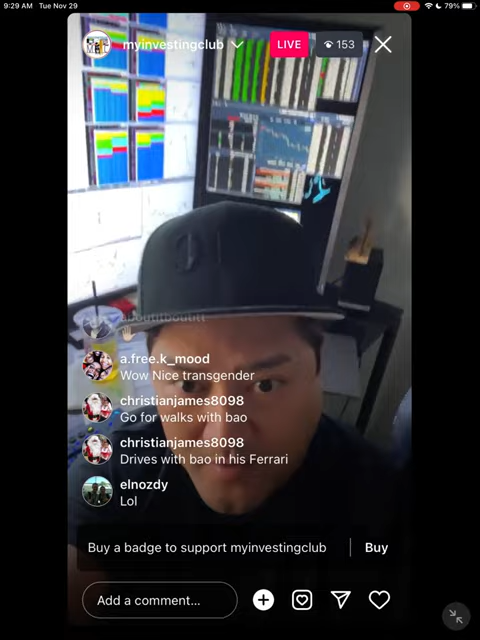 9:29 AM Tue Nov 29
79%
myinvestingclub
LIVE
153
aboutitboutitt
a.free.k_mood
Wow Nice transgender
christianjames8098
Go for walks with bao
christianjames8098
Drives with bao in his Ferrari
elnozdy
Lol
Buy a badge to support myinvestingclub
Buy
Add a comment...